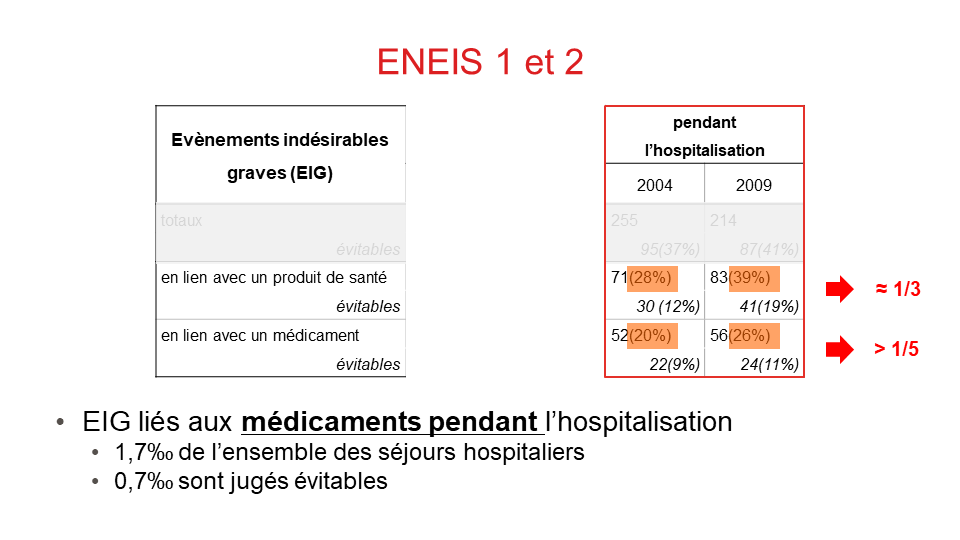 ENEIS 1 et 2
Evènements indésirables
graves (EIG)
pendant
l’hospitalisation
2004 2009
totaux 255 214
évitables 95(37%) 87(41%)
en lien avec un produit de santé 71(28%) 83(39%)
évitables 30 (12%) 41(19%)
≈ 1/3
en lien avec un médicament 52(20%) 56(26%)
évitables 22(9%) 24(11%)
> 1/5
• EIG liés aux médicaments pendant l’hospitalisation
• 1,7‰ de l’ensemble des séjours hospitaliers
• 0,7‰ sont jugés évitables